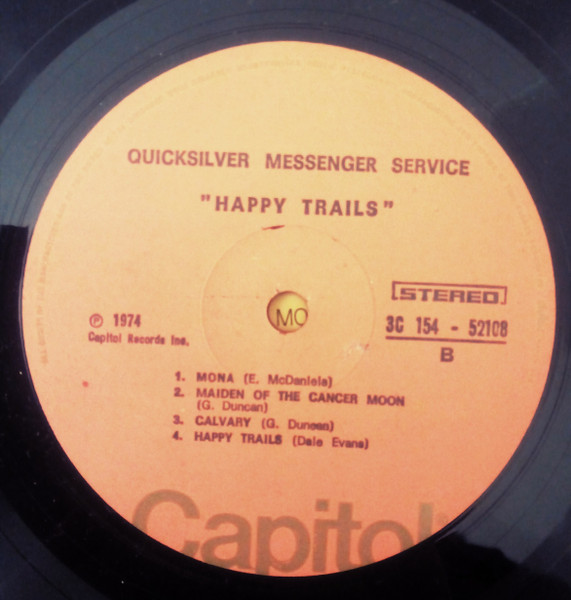 QUICKSILVER MESSENGER SERVICE
"HAPPY TRAILS"
[STEREO]
℗ 1974
3C 154 - 52108
Capitol Records Inc.
B
MO
1. MONA (E. McDaniels)
2. MAIDEN OF THE CANCER MOON
(G. Duncan)
3. CALVARY (G. Duncan)
4. HAPPY TRAILS (Dale Evans)
Capitol